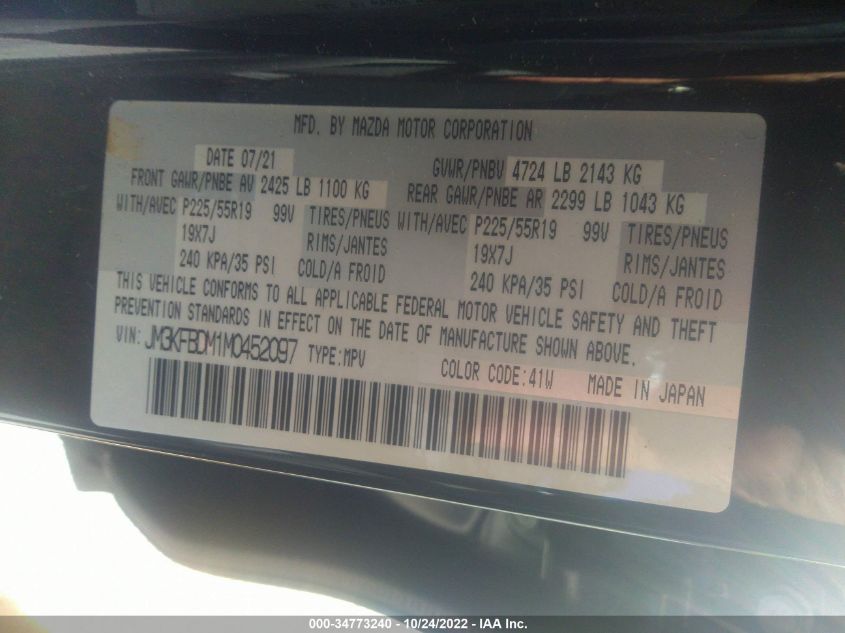 MFD. BY MAZDA MOTOR CORPORATION
DATE 07/21 GVWR/PNBV 4724 LB 2143 KG
FRONT GAWR/PNBE AV 2425 LB 1100 KG REAR GAWR/PNBE AR 2299 LB 1043 KG
WITH/AVEC P225/55R19 99V TIRES/PNEUS WITH/AVEC P225/55R19 99V TIRES/PNEUS
19X7J RIMS/JANTES 19X7J RIMS/JANTES
240 KPA/35 PSI COLD/A FROID 240 KPA/35 PSI COLD/A FROID
THIS VEHICLE CONFORMS TO ALL APPLICABLE FEDERAL MOTOR VEHICLE SAFETY AND THEFT
PREVENTION STANDARDS IN EFFECT ON THE DATE OF MANUFACTURE SHOWN ABOVE.
VIN: JM3KFBDM1M0452097 TYPE:MPV COLOR CODE:41W MADE IN JAPAN
000-34773240 - 10/24/2022 - IAA Inc.